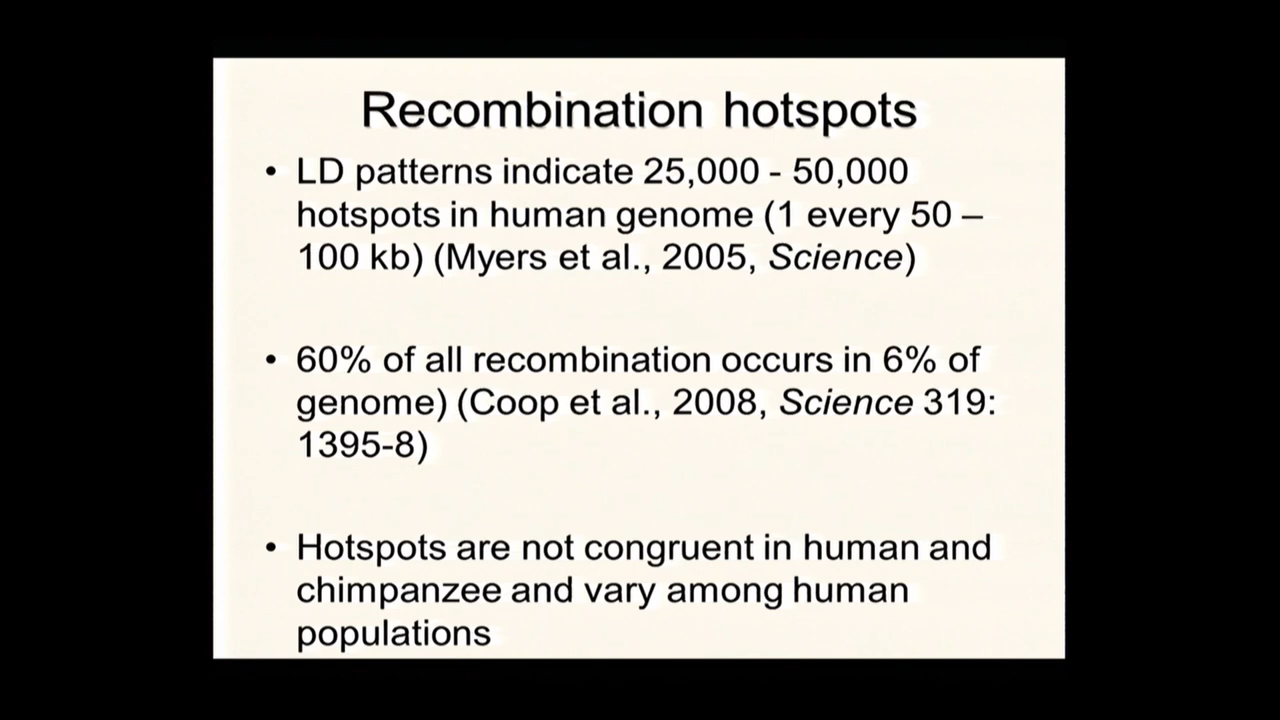 Recombination hotspots
• LD patterns indicate 25,000 - 50,000
hotspots in human genome (1 every 50 –
100 kb) (Myers et al., 2005, Science)
• 60% of all recombination occurs in 6% of
genome) (Coop et al., 2008, Science 319:
1395-8)
• Hotspots are not congruent in human and
chimpanzee and vary among human
populations